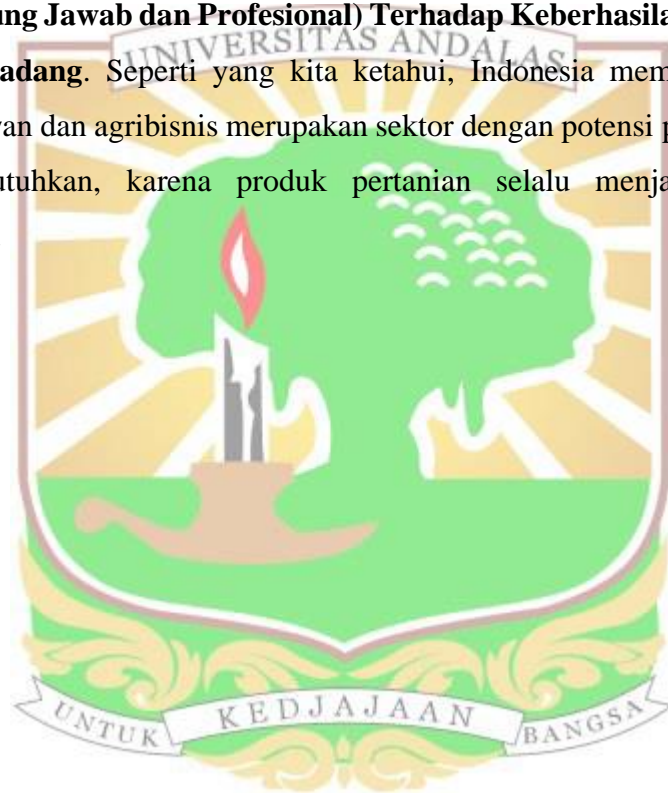 ung Jawab dan Profesional) Terhadap Keberhasila
UNIVERSITAS ANDALAS
adang. Seperti yang kita ketahui, Indonesia mem
van dan agribisnis merupakan sektor dengan potensi p
utuhkan, karena produk pertanian selalu menja
UNTUK KEDJAJAAN BANGSA